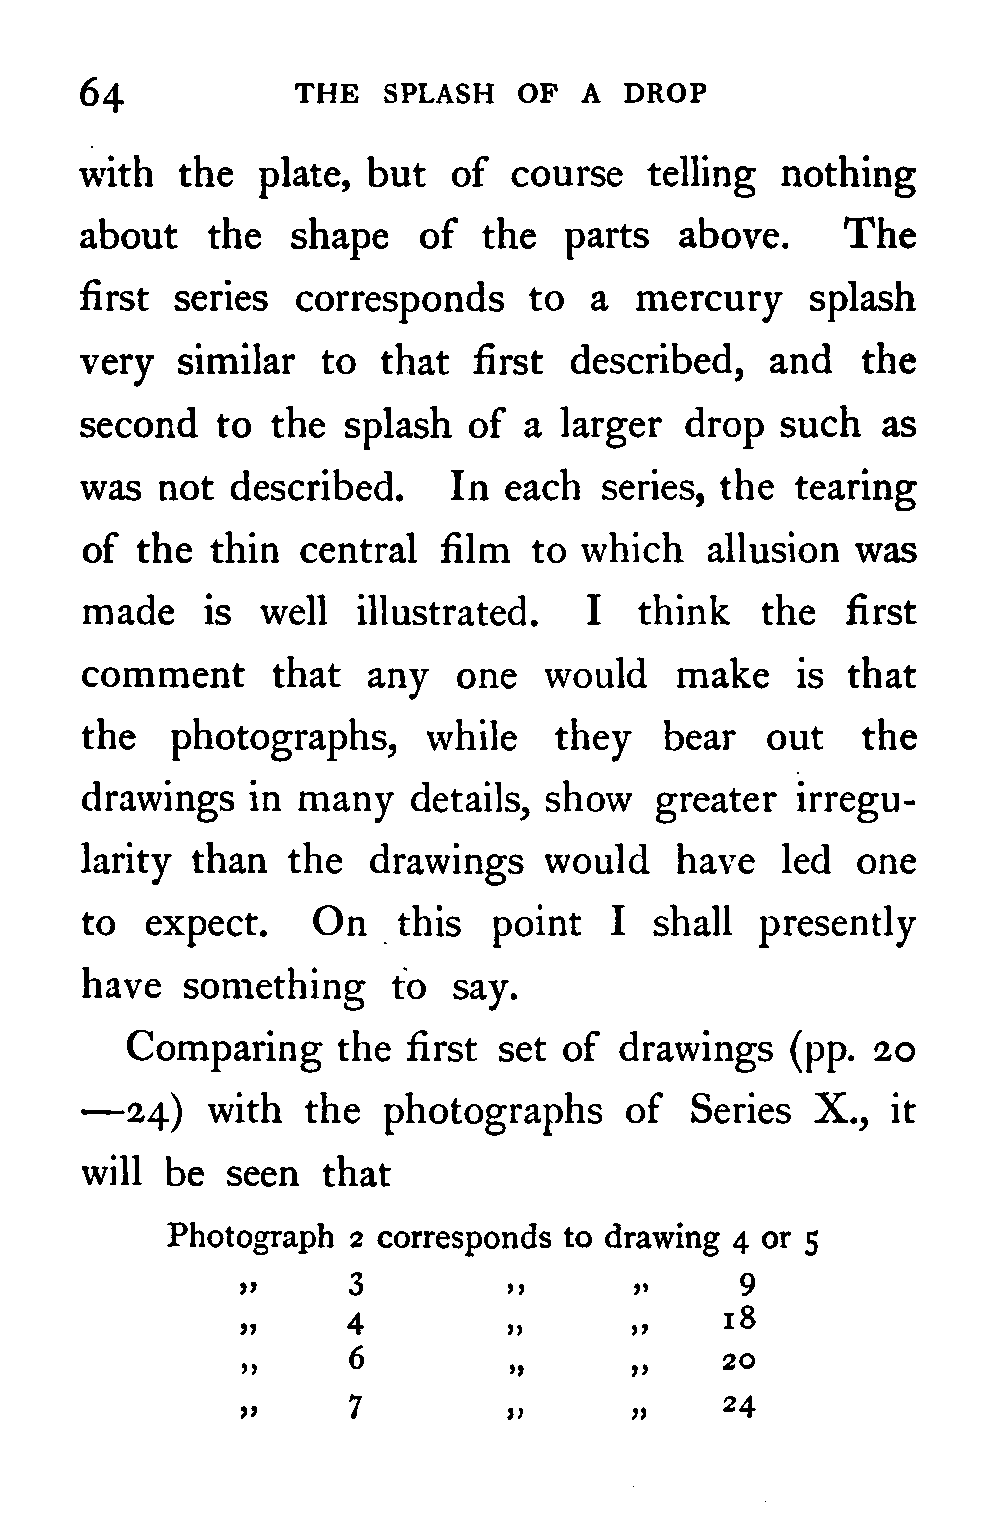 64 THE SPLASH OF A DROP
with the plate, but of course telling nothing
about the shape of the parts above. The
first series corresponds to a mercury splash
very similar to that first described, and the
second to the splash of a larger drop such as
was not described. In each series, the tearing
of the thin central film to which allusion was
made is well illustrated. I think the first
comment that any one would make is that
the photographs, while they bear out the
drawings in many details, show greater irregu-
larity than the drawings would have led one
to expect. On this point I shall presently
have something to say.
Comparing the first set of drawings (pp. 20
—24) with the photographs of Series X., it
will be seen that
Photograph 2 corresponds to drawing 4 or 5
„ 3 „ „ 9
„ 4 „ „ 18
„ 6 „ „ 20
„ 7 „ „ 24